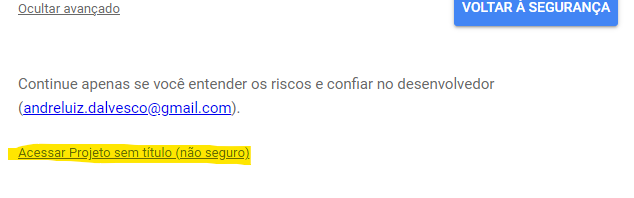 Ocultar avançado
VOLTAR À SEGURANÇA
Continue apenas se você entender os riscos e confiar no desenvolvedor
(andreluiz.dalvesco@gmail.com).
Acessar Projeto sem título (não seguro)